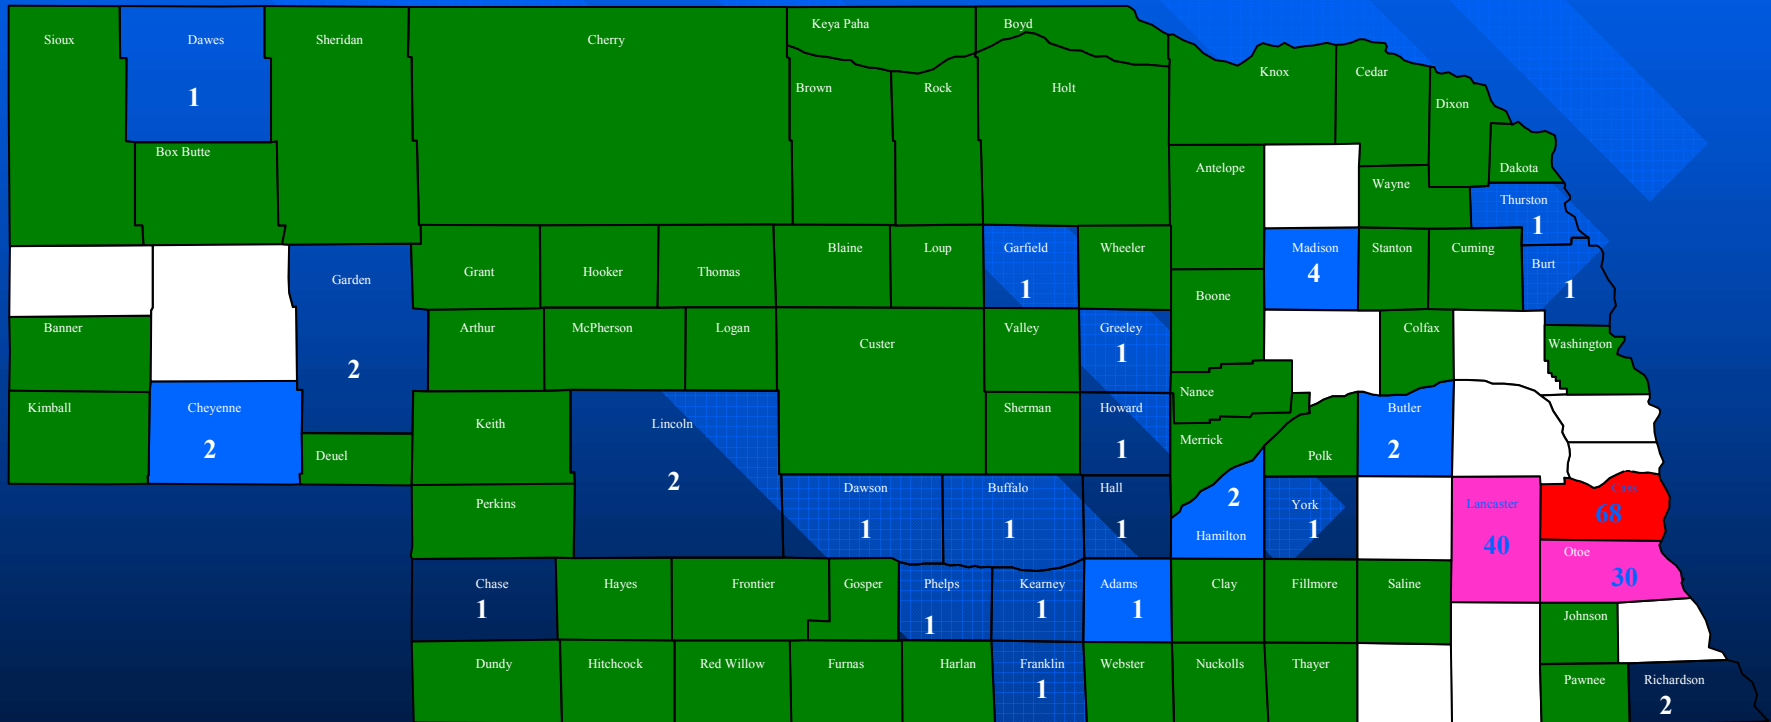 Keya Paha
Boyd
Sioux
Dawes
Sheridan
Cherry
Knox
Cedar
Brown
Rock
Holt
Dixon
1
Box Butte
Antelope
Dakota
Wayne
Thurston
1
Garden
Grant
Hooker
Thomas
Blaine
Loup
Garfield
Wheeler
Madison
Stanton
Cuming
Burt
4
1
1
Boone
Banner
Arthur
McPherson
Logan
Custer
Valley
Greeley
Colfax
Washington
1
2
Nance
Kimball
Cheyenne
Keith
Lincoln
Sherman
Howard
Butler
Merrick
2
Deuel
1
Polk
2
2
Perkins
Dawson
Buffalo
Hall
2
York
Lancaster
Cass
1
1
1
Hamilton
1
68
40
Otoe
30
Chase
Hayes
Frontier
Gosper
Phelps
Kearney
Adams
Clay
Fillmore
Saline
1
1
1
1
Johnson
Dundy
Hitchcock
Red Willow
Furnas
Harlan
Franklin
Webster
Nuckolls
Thayer
Pawnee
Richardson
1
2